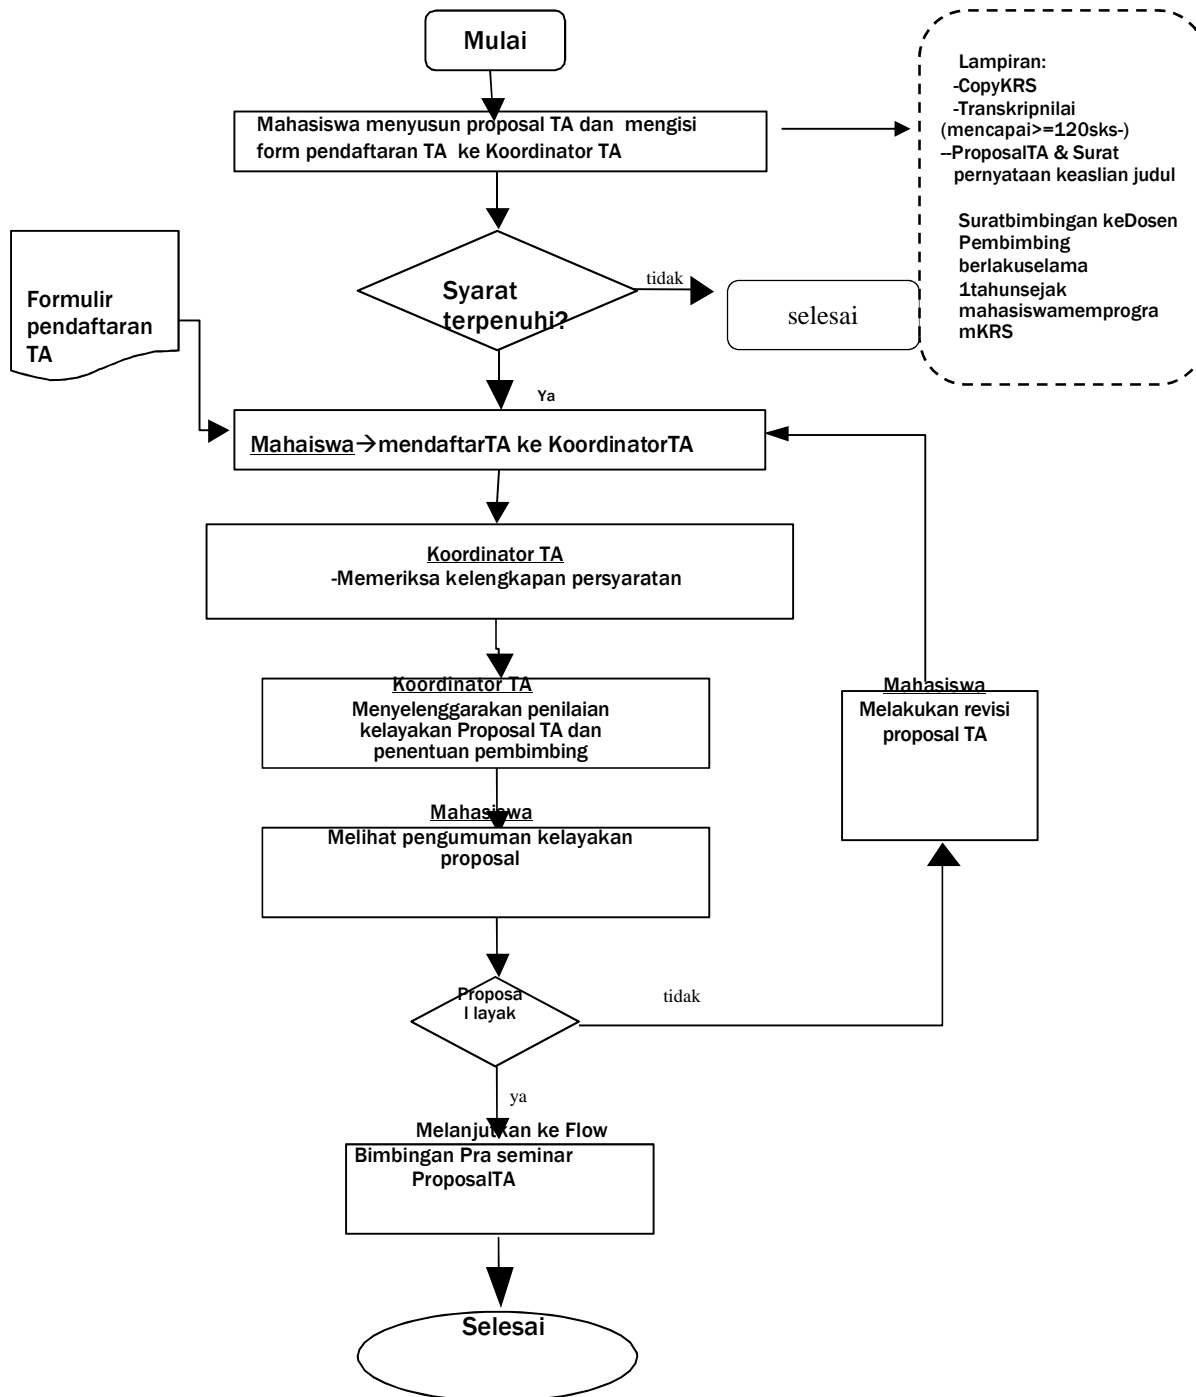 Mulai
Mahasiswa menyusun proposal TA dan  mengisi
form pendaftaran TA  ke Koordinator TA
Lampiran:
-CopyKRS
-Transkripnilai
(mencapai>=120sks-)
--ProposalTA & Surat
pernyataan keaslian judul
Suratbimbingan keDosen
Pembimbing
berlakuselama
1tahunsejak
mahasiswamemprogra
mKRS
Formulir
pendaftaran
TA
Syarat
terpenuhi?
tidak
selesai
Ya
Mahaiswa→mendaftarTA ke KoordinatorTA
Koordinator TA
-Memeriksa kelengkapan persyaratan
Koordinator TA
Menyelenggarakan penilaian
kelayakan Proposal TA dan
penentuan pembimbing
Mahasiswa
Melakukan revisi
proposal TA
Mahasiswa
Melihat pengumuman kelayakan
proposal
Proposa
l layak
tidak
ya
Melanjutkan ke Flow
Bimbingan Pra seminar
ProposalTA
Selesai